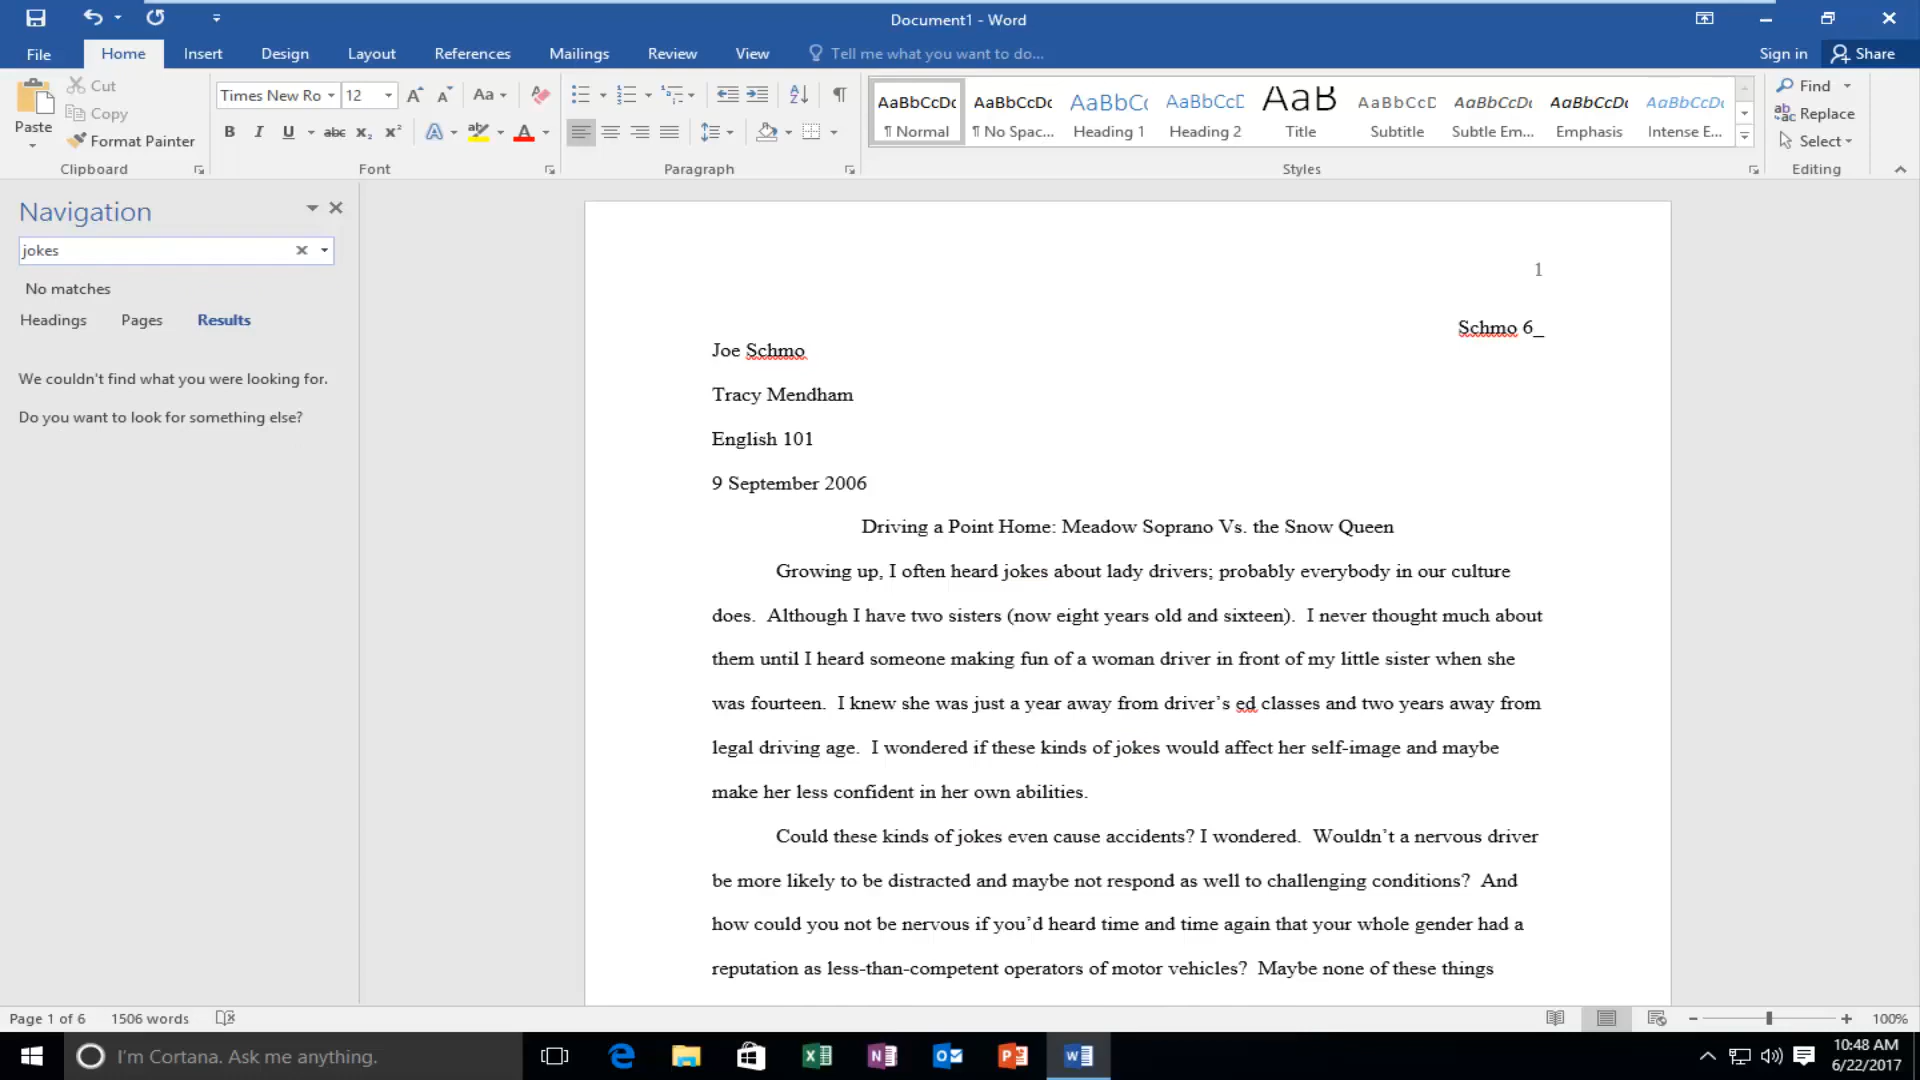 Document1 - Word
File Home Insert Design Layout References Mailings Review View Tell me what you want to do... Sign in Share
Paste
Cut
Copy
Format Painter
Clipboard
Times New Ro 12 Aa
B I U abc x₂ x² A ab A
Font
A Z ¶
Paragraph
AaBbCcDc AaBbCcDc AaBbC( AaBbCcD AaB AaBbCcD AaBbCcDc AaBbCcDc AaBbCcDc
¶ Normal ¶ No Spac... Heading 1 Heading 2 Title Subtitle Subtle Em... Emphasis Intense E...
Styles
Find
Replace
Select
Editing
Navigation
jokes
No matches
Headings Pages Results
We couldn't find what you were looking for.
Do you want to look for something else?
1
Schmo 6_
Joe Schmo
Tracy Mendham
English 101
9 September 2006
Driving a Point Home: Meadow Soprano Vs. the Snow Queen
Growing up, I often heard jokes about lady drivers; probably everybody in our culture
does.  Although I have two sisters (now eight years old and sixteen).  I never thought much about
them until I heard someone making fun of a woman driver in front of my little sister when she
was fourteen.  I knew she was just a year away from driver’s ed classes and two years away from
legal driving age.  I wondered if these kinds of jokes would affect her self-image and maybe
make her less confident in her own abilities.
Could these kinds of jokes even cause accidents? I wondered.  Wouldn’t a nervous driver
be more likely to be distracted and maybe not respond as well to challenging conditions?  And
how could you not be nervous if you’d heard time and time again that your whole gender had a
reputation as less-than-competent operators of motor vehicles?  Maybe none of these things
Page 1 of 6 1506 words 100%
I'm Cortana. Ask me anything.
10:48 AM
6/22/2017